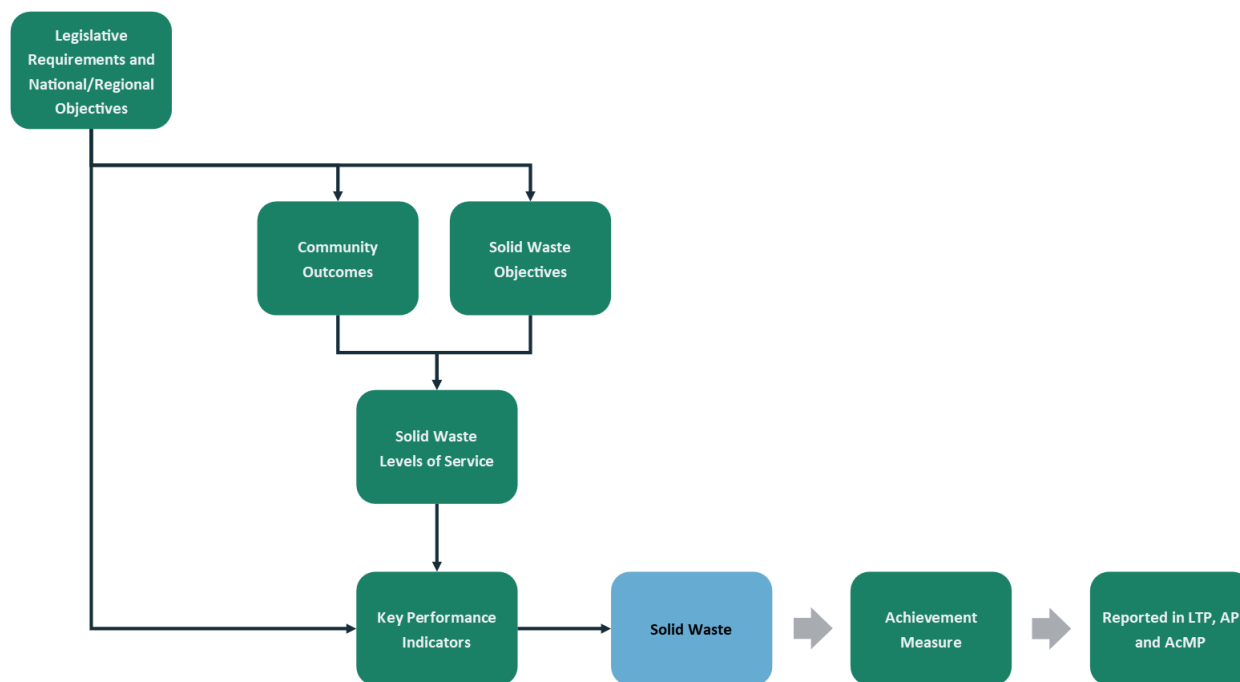 Legislative
Requirements and
National/Regional
Objectives
Community
Outcomes
Solid Waste
Objectives
Solid Waste
Levels of Service
Key Performance
Indicators
Solid Waste
Achievement
Measure
Reported in LTP, AP
and AcMP